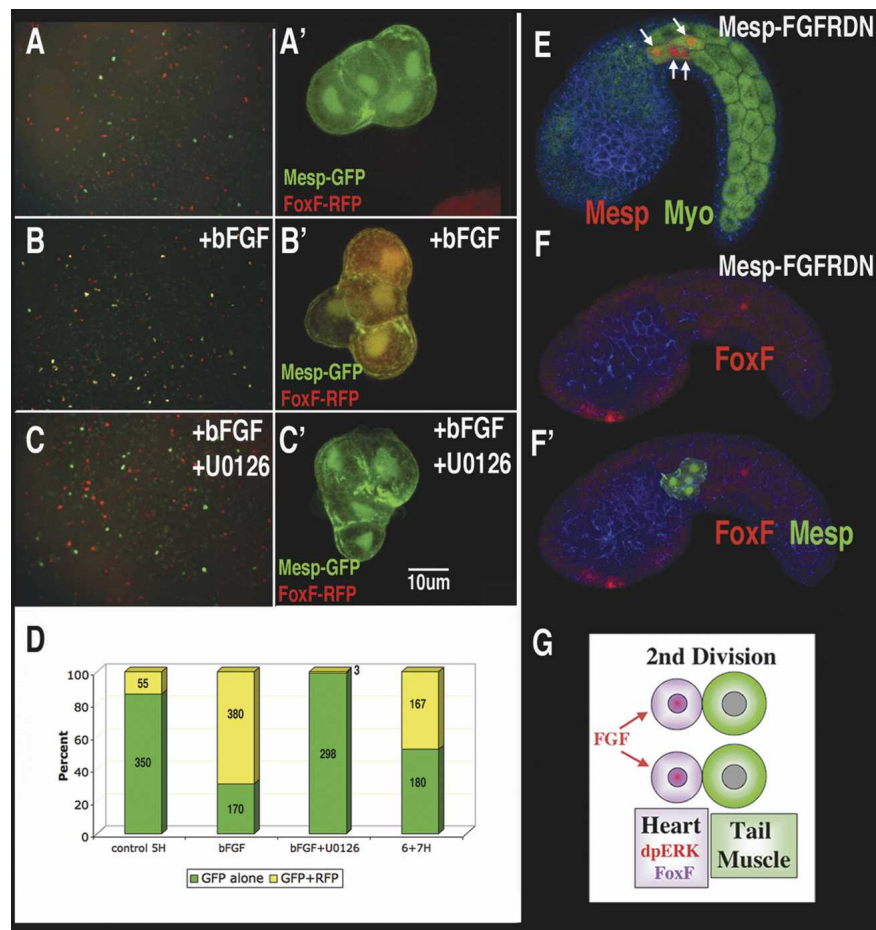 A
A'
Mesp-GFP
FoxF-RFP
B
+bFGF
B'
+bFGF
Mesp-GFP
FoxF-RFP
C
+bFGF
+U0126
C'
+bFGF
+U0126
Mesp-GFP
FoxF-RFP
10um
D
Percent
100
80
60
40
20
0
55
350
380
170
3
298
167
180
control 5H
bFGF
bFGF+U0126
6+7H
GFP alone
GFP+RFP
E
Mesp-FGFRDN
Mesp Myo
F
Mesp-FGFRDN
FoxF
F'
FoxF Mesp
G
2nd Division
FGF
Heart
dpERK
FoxF
Tail
Muscle